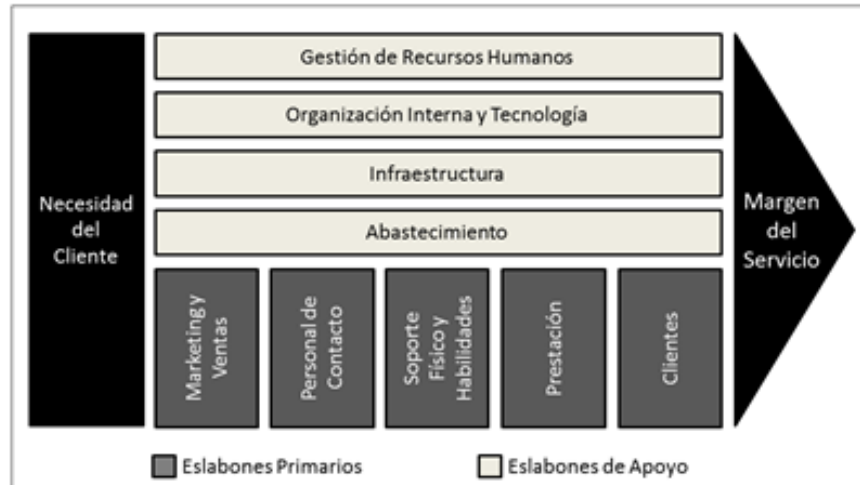 Necesidad
del
Cliente
Gestión de Recursos Humanos
Organización Interna y Tecnología
Infraestructura
Abastecimiento
Marketing y
Ventas
Personal de
Contacto
Soporte
Físico y
Habilidades
Prestación
Clientes
Margen
del
Servicio
Eslabones Primarios
Eslabones de Apoyo